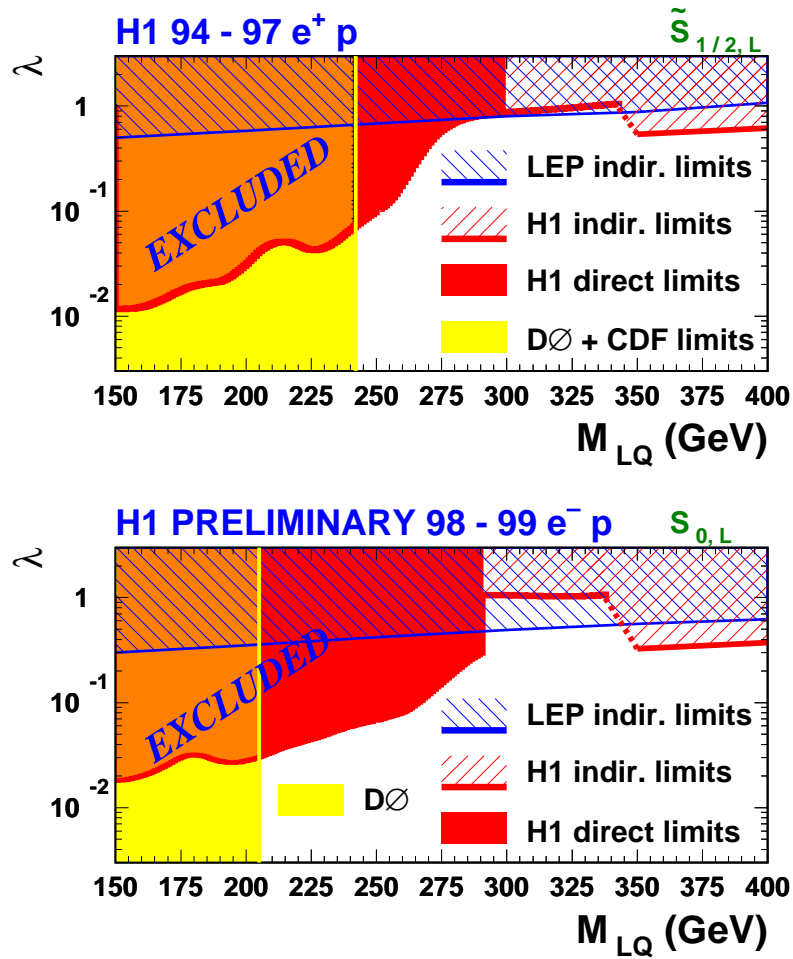 H1 94 - 97 e⁺ p
S̃ 1 / 2, L
λ
1
10 -1
10 -2
EXCLUDED
LEP indir. limits
H1 indir. limits
H1 direct limits
DØ + CDF limits
150 175 200 225 250 275 300 325 350 375 400
M LQ (GeV)
H1 PRELIMINARY 98 - 99 e⁻ p
S 0, L
λ
1
10 -1
10 -2
EXCLUDED
LEP indir. limits
H1 indir. limits
DØ
H1 direct limits
150 175 200 225 250 275 300 325 350 375 400
M LQ (GeV)